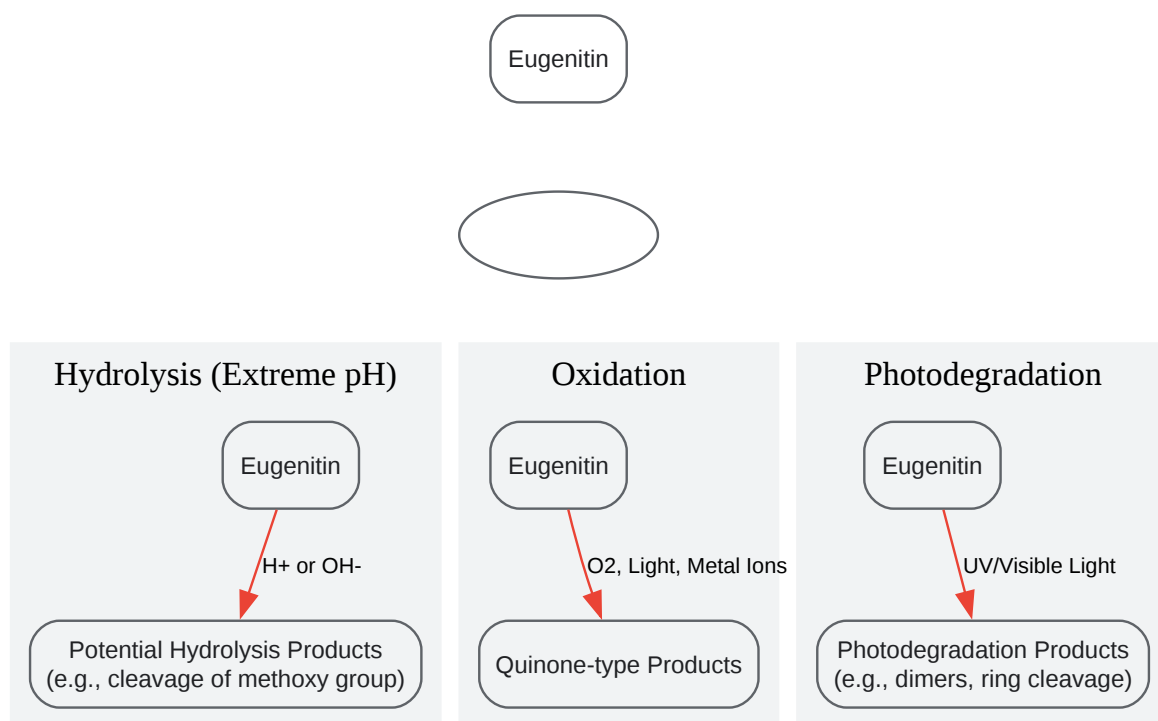 Eugenitin
Hydrolysis (Extreme pH)
Eugenitin
H+ or OH-
Potential Hydrolysis Products
(e.g., cleavage of methoxy group)
Oxidation
Eugenitin
O2, Light, Metal Ions
Quinone-type Products
Photodegradation
Eugenitin
UV/Visible Light
Photodegradation Products
(e.g., dimers, ring cleavage)